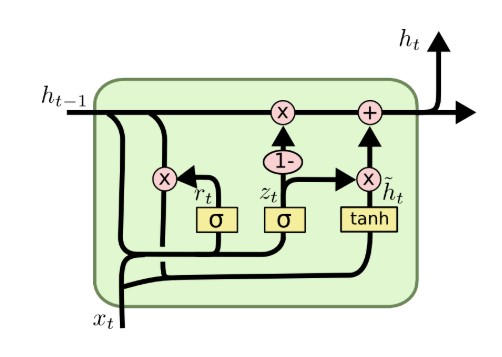 h_t
h_{t-1}
x +
1-
x r_t z_t x h̃_t
σ σ tanh
x_t